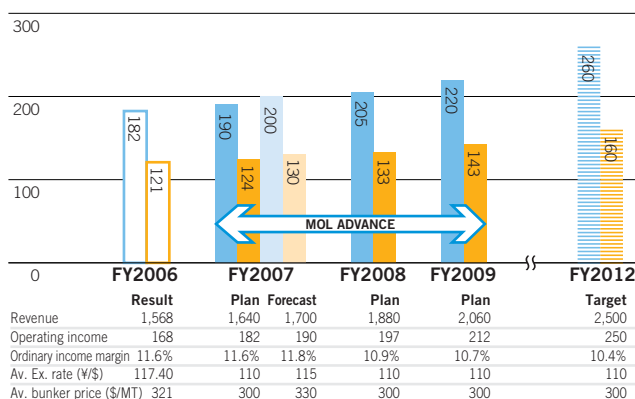 300
200
100
0
182
121
190
124
200
130
205
133
220
143
260
160
MOL ADVANCE
FY2006 FY2007 FY2008 FY2009 FY2012
Result Plan Forecast Plan Plan Target
Revenue 1,568 1,640 1,700 1,880 2,060 2,500
Operating income 168 182 190 197 212 250
Ordinary income margin 11.6% 11.6% 11.8% 10.9% 10.7% 10.4%
Av. Ex. rate (¥/$) 117.40 110 115 110 110 110
Av. bunker price ($/MT) 321 300 330 300 300 300